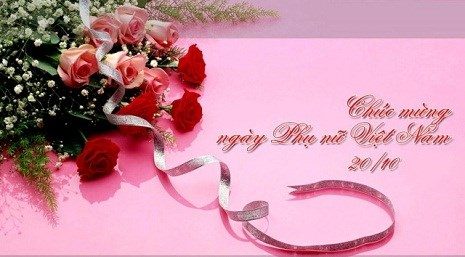 Chúc mừng
ngày Phụ nữ Việt Nam
20/10